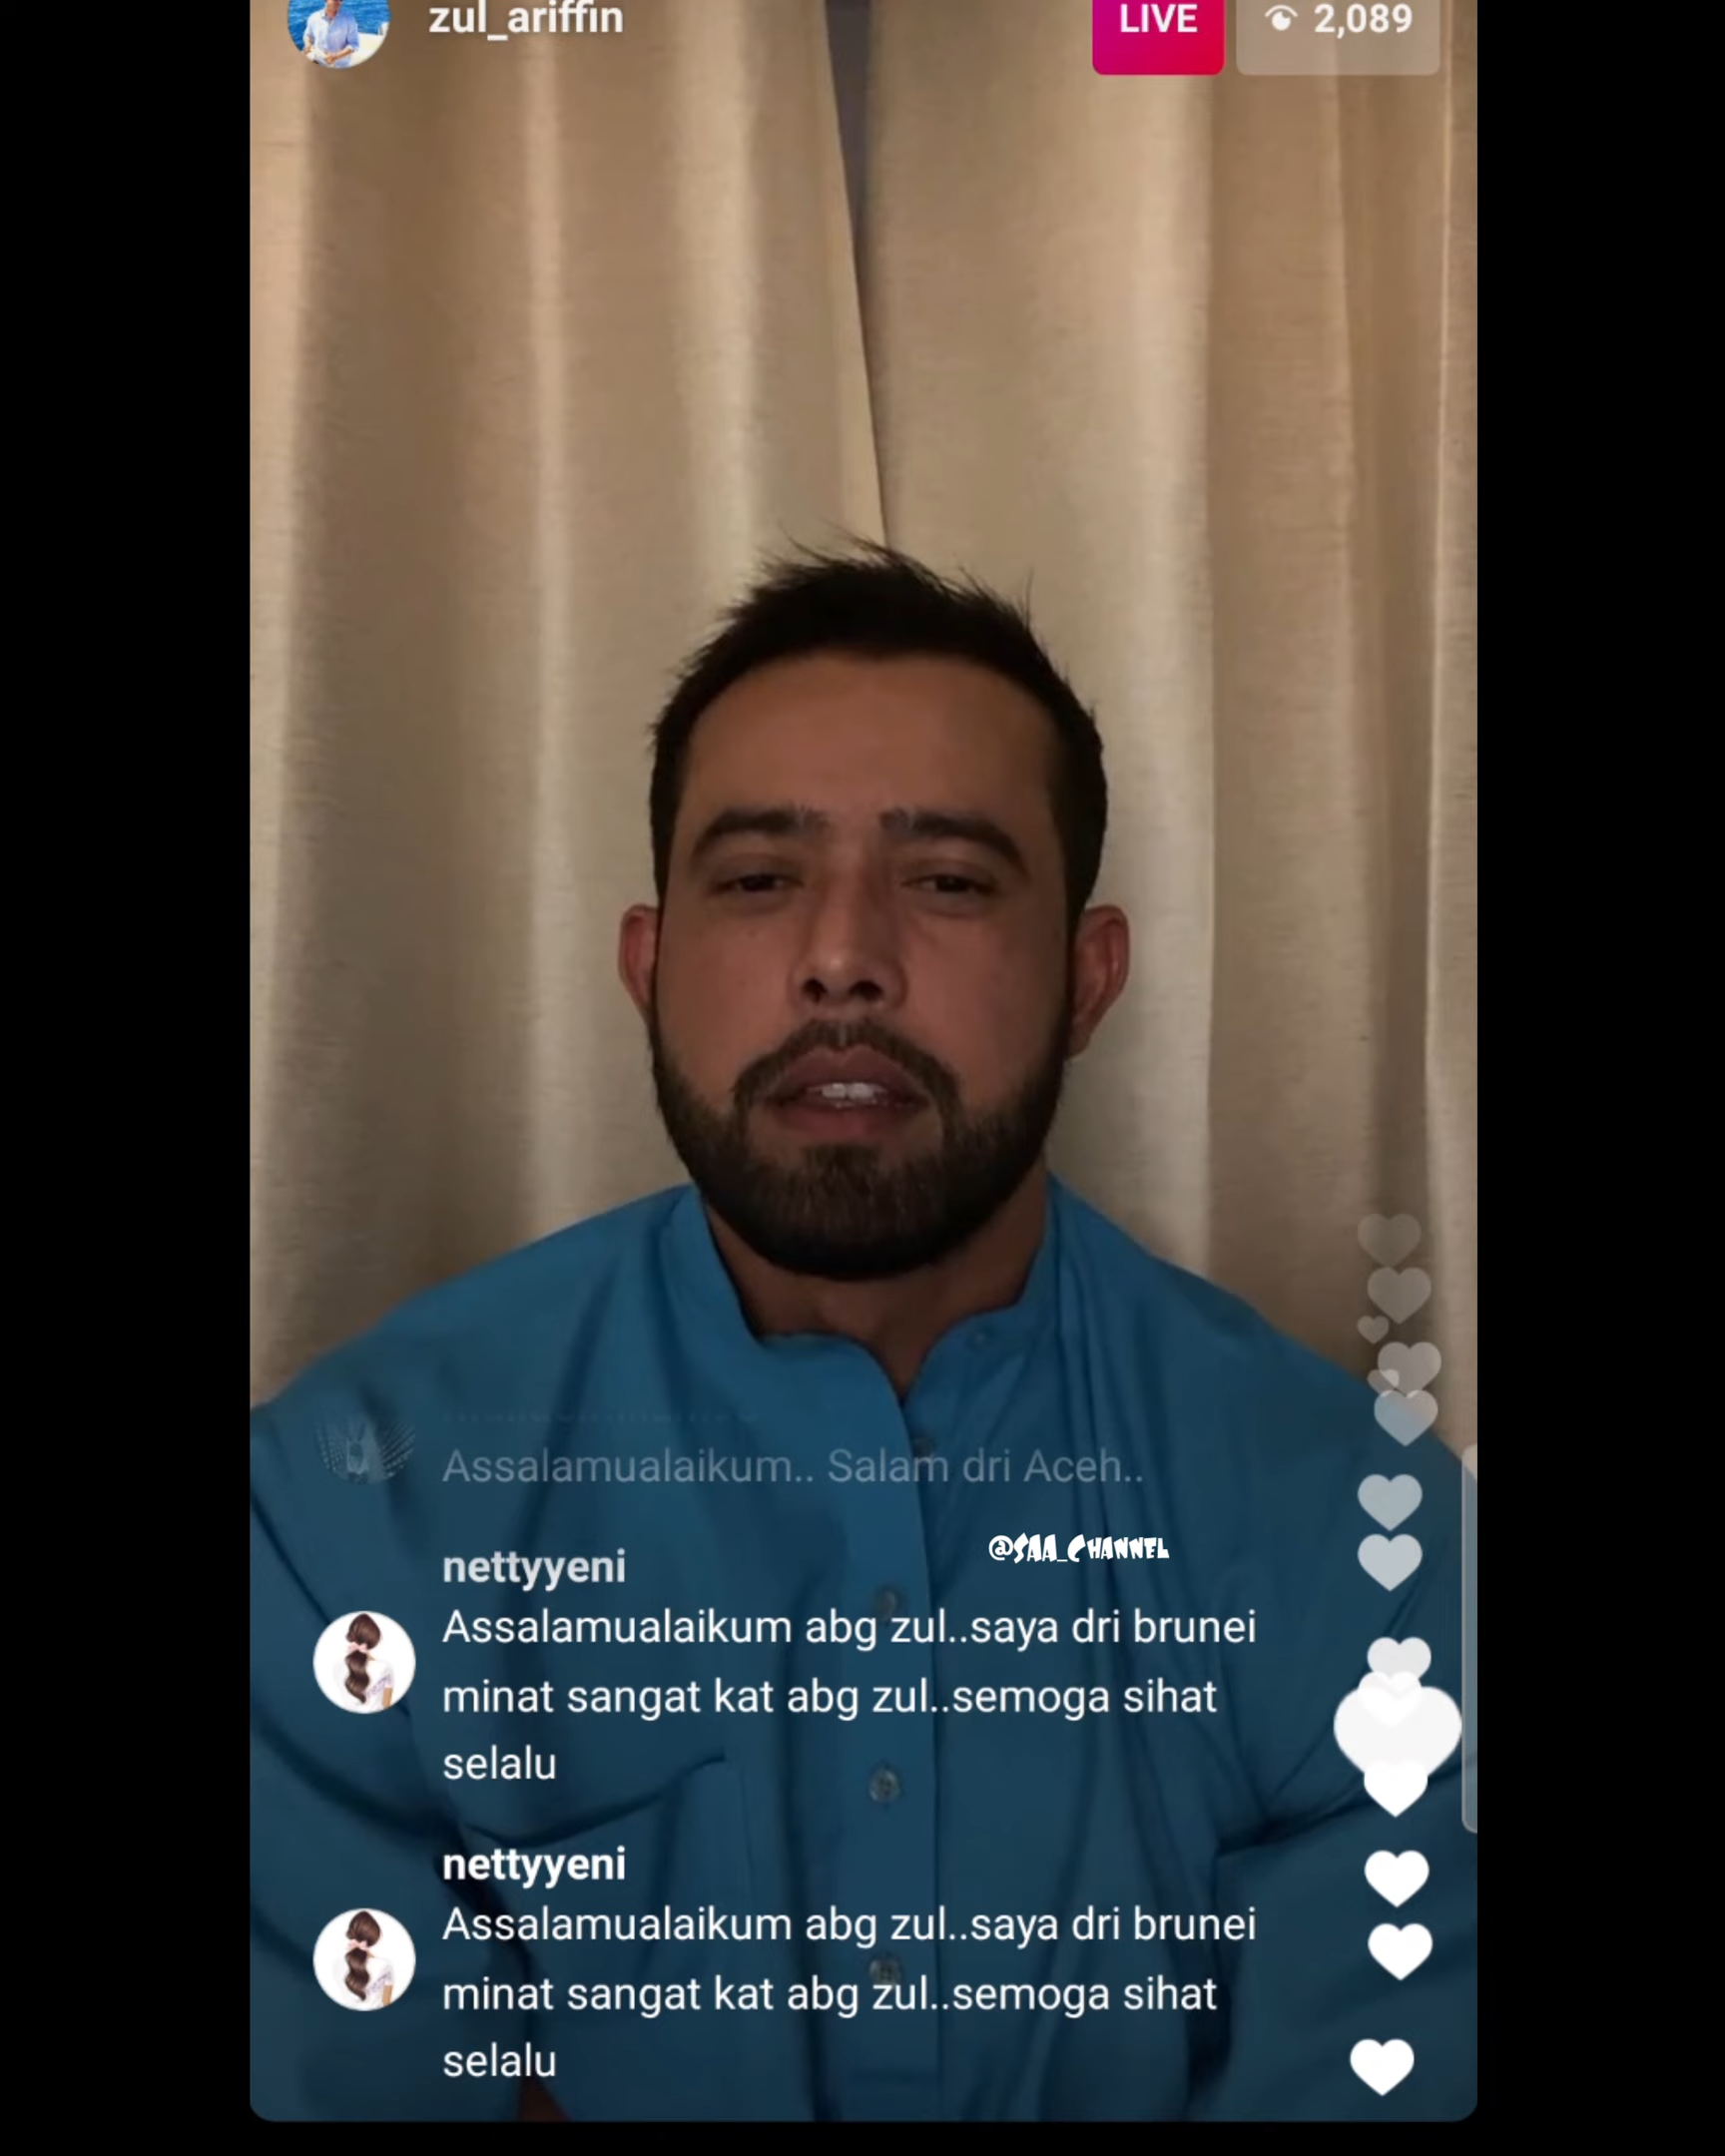 zul_ariffin
LIVE
2,089
Assalamualaikum.. Salam dri Aceh..
@SAA_CHANNEL
nettyyeni
Assalamualaikum abg zul..saya dri brunei
minat sangat kat abg zul..semoga sihat
selalu
nettyyeni
Assalamualaikum abg zul..saya dri brunei
minat sangat kat abg zul..semoga sihat
selalu